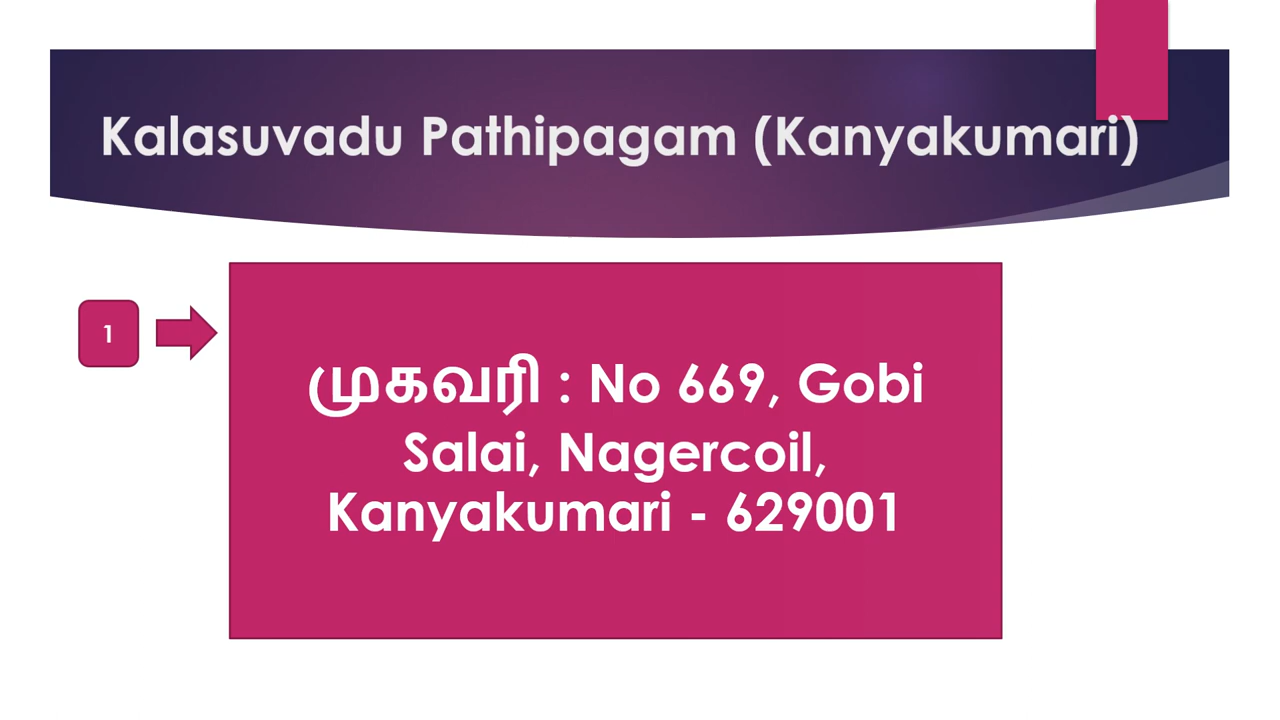 Kalasuvadu Pathipagam (Kanyakumari)
1
முகவரி : No 669, Gobi
Salai, Nagercoil,
Kanyakumari - 629001